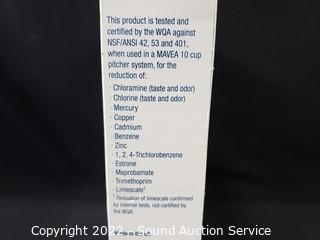 This product is tested and
certified by the WQA against
NSF/ANSI 42, 53 and 401,
when used in a MAVEA 10 cup
pitcher system, for the
reduction of:
· Chloramine (taste and odor)
· Chlorine (taste and odor)
· Mercury
· Copper
· Cadmium
· Benzene
· Zinc
· 1, 2, 4-Trichlorobenzene
· Estrone
· Meprobamate
· Trimethoprim
· Limescale¹
¹ Reduction of limescale confirmed
by internal tests, not certified by
the WQA
Copyright 2022 - Sound Auction Service